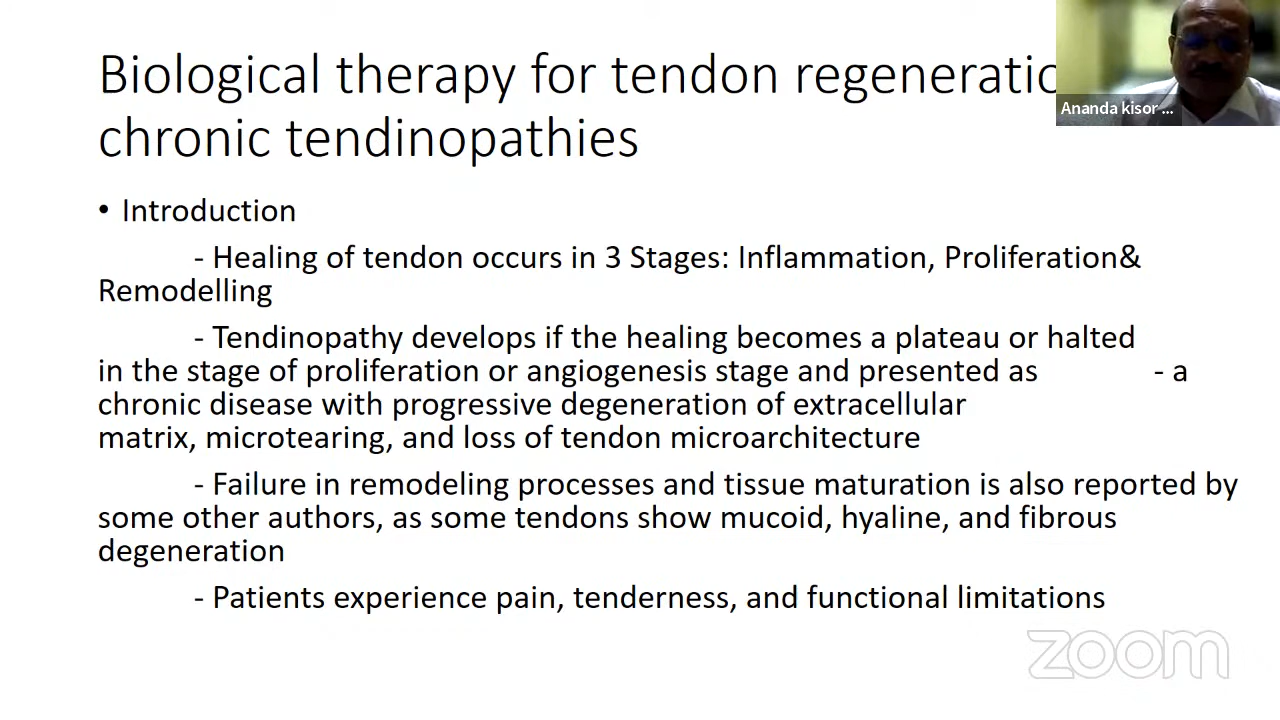 Biological therapy for tendon regeneratio
chronic tendinopathies
• Introduction
- Healing of tendon occurs in 3 Stages: Inflammation, Proliferation&
Remodelling
- Tendinopathy develops if the healing becomes a plateau or halted
in the stage of proliferation or angiogenesis stage and presented as - a
chronic disease with progressive degeneration of extracellular
matrix, microtearing, and loss of tendon microarchitecture
- Failure in remodeling processes and tissue maturation is also reported by
some other authors, as some tendons show mucoid, hyaline, and fibrous
degeneration
- Patients experience pain, tenderness, and functional limitations
Ananda kisor ...
zoom